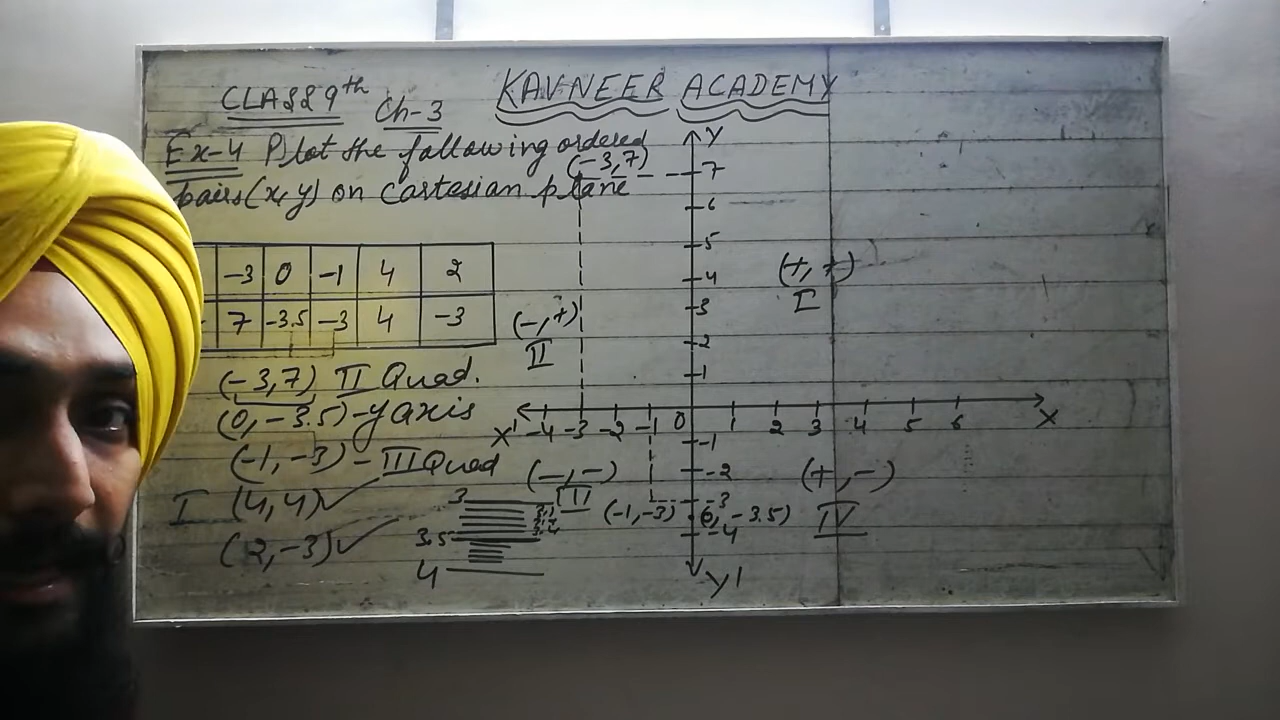 KAVNEER ACADEMY
CLASS 9th Ch-3
Ex-4 Plot the following ordered
pairs (x, y) on Cartesian plane
-3 0 -1 4 2
7 -3.5 -3 4 -3
(-3,7) II Quad.
(0, -3.5) - y axis
(-1, -3) - III Quad
I (4,4) ✓
(2, -3) ✓
3
3.5
4
(-3,7)
Y
7
6
5
4
3
2
1
(+, +)
I
(-, +)
II
X' -4 -3 -2 -1 0 1 2 3 4 5 6 X
-1
-2
-3
-4
(-, -)
III
(-1, -3)
(0, -3.5)
(+, -)
IV
Y'